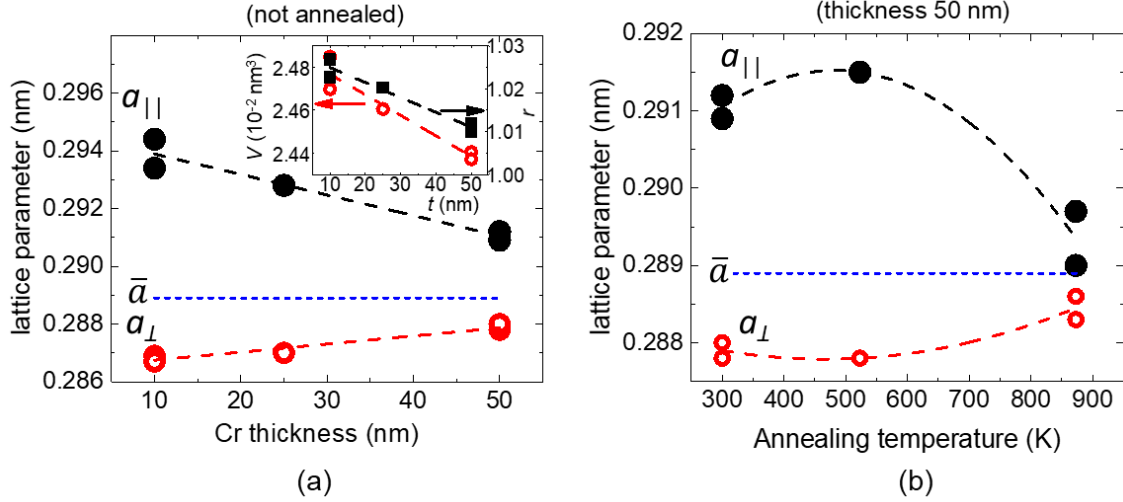 (not annealed)
lattice parameter (nm)
0.296
0.294
0.292
0.290
0.288
0.286
a||
a̅
a⊥
10 20 30 40 50
Cr thickness (nm)
(a)
V (10⁻² nm³)
2.48
2.46
2.44
1.03
1.02
1.01
1.00
r
10 20 30 40 50
t (nm)
(thickness 50 nm)
lattice parameter (nm)
0.292
0.291
0.290
0.289
0.288
a||
a̅
a⊥
300 400 500 600 700 800 900
Annealing temperature (K)
(b)